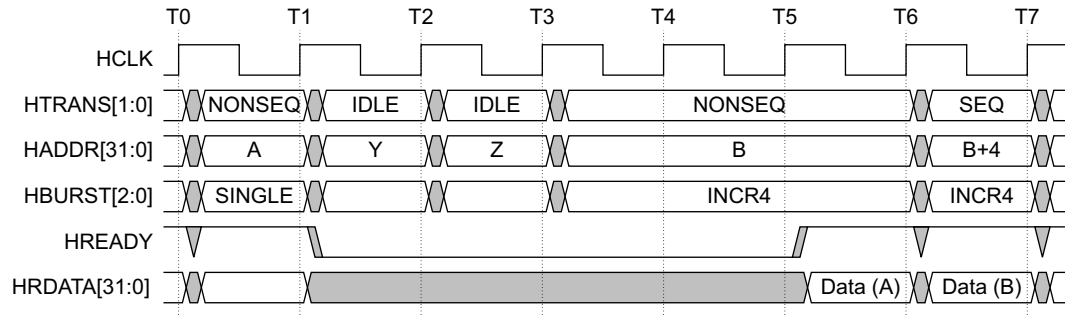 T0 T1 T2 T3 T4 T5 T6 T7
HCLK
HTRANS[1:0] NONSEQ IDLE IDLE NONSEQ SEQ
HADDR[31:0] A Y Z B B+4
HBURST[2:0] SINGLE INCR4 INCR4
HREADY
HRDATA[31:0] Data (A) Data (B)